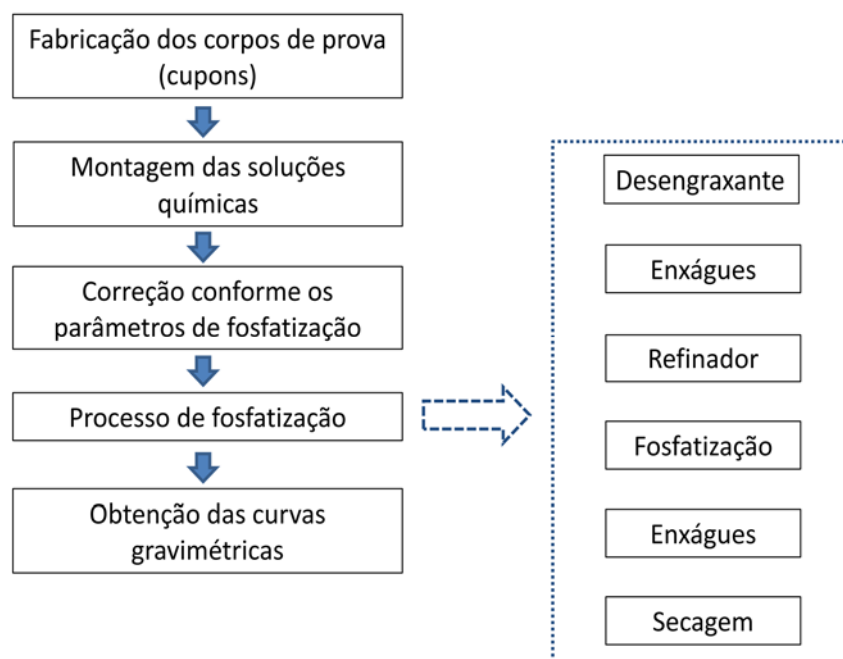 Fabricação dos corpos de prova
(cupons)
Montagem das soluções
químicas
Correção conforme os
parâmetros de fosfatização
Processo de fosfatização
Obtenção das curvas
gravimétricas
Desengraxante
Enxágues
Refinador
Fosfatização
Enxágues
Secagem